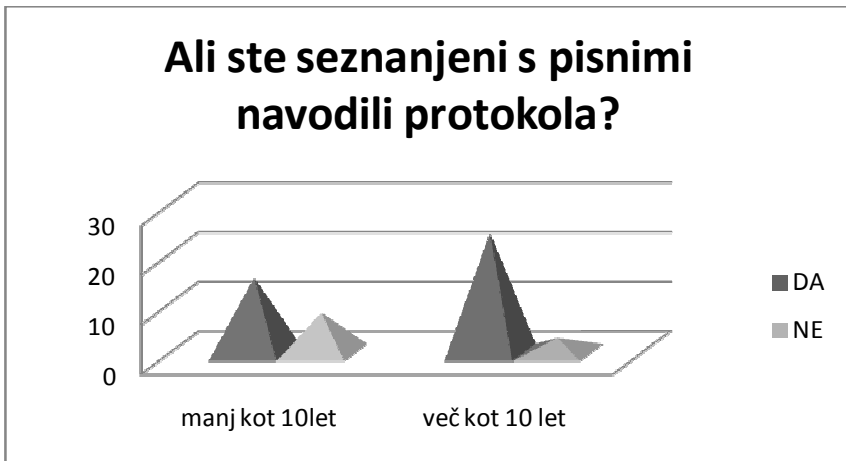 Ali ste seznanjeni s pisnimi
navodili protokola?
30
20
10
0
manj kot 10let
več kot 10 let
DA
NE